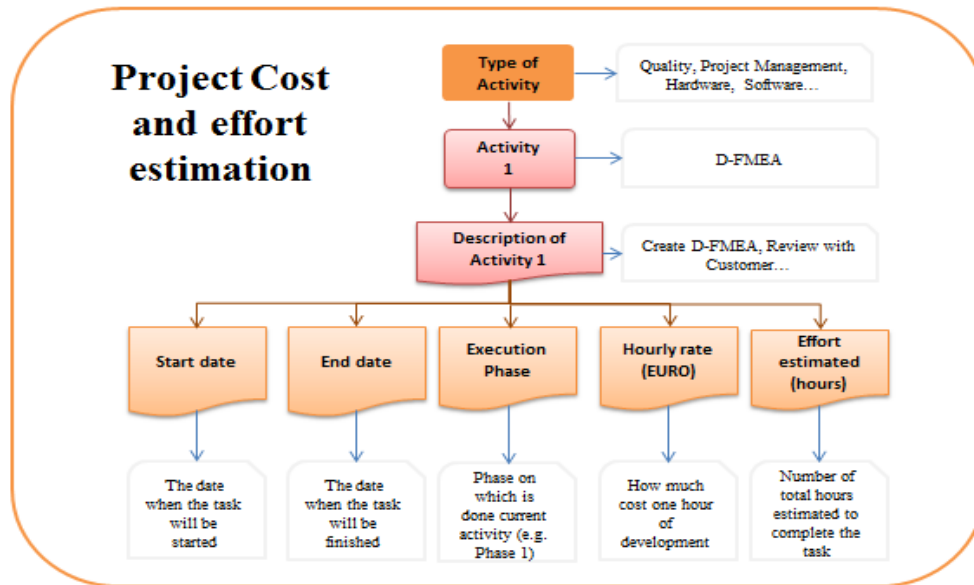 Project Cost
and effort
estimation
Type of
Activity
Quality, Project Management,
Hardware, Software...
Activity
1
D-FMEA
Description of
Activity 1
Create D-FMEA, Review with
Customer...
Start date
End date
Execution
Phase
Hourly rate
(EURO)
Effort
estimated
(hours)
The date
when the task
will be
started
The date
when the task
will be
finished
Phase on
which is
done current
activity (e.g.
Phase 1)
How much
cost one hour
of
development
Number of
total hours
estimated to
complete the
task